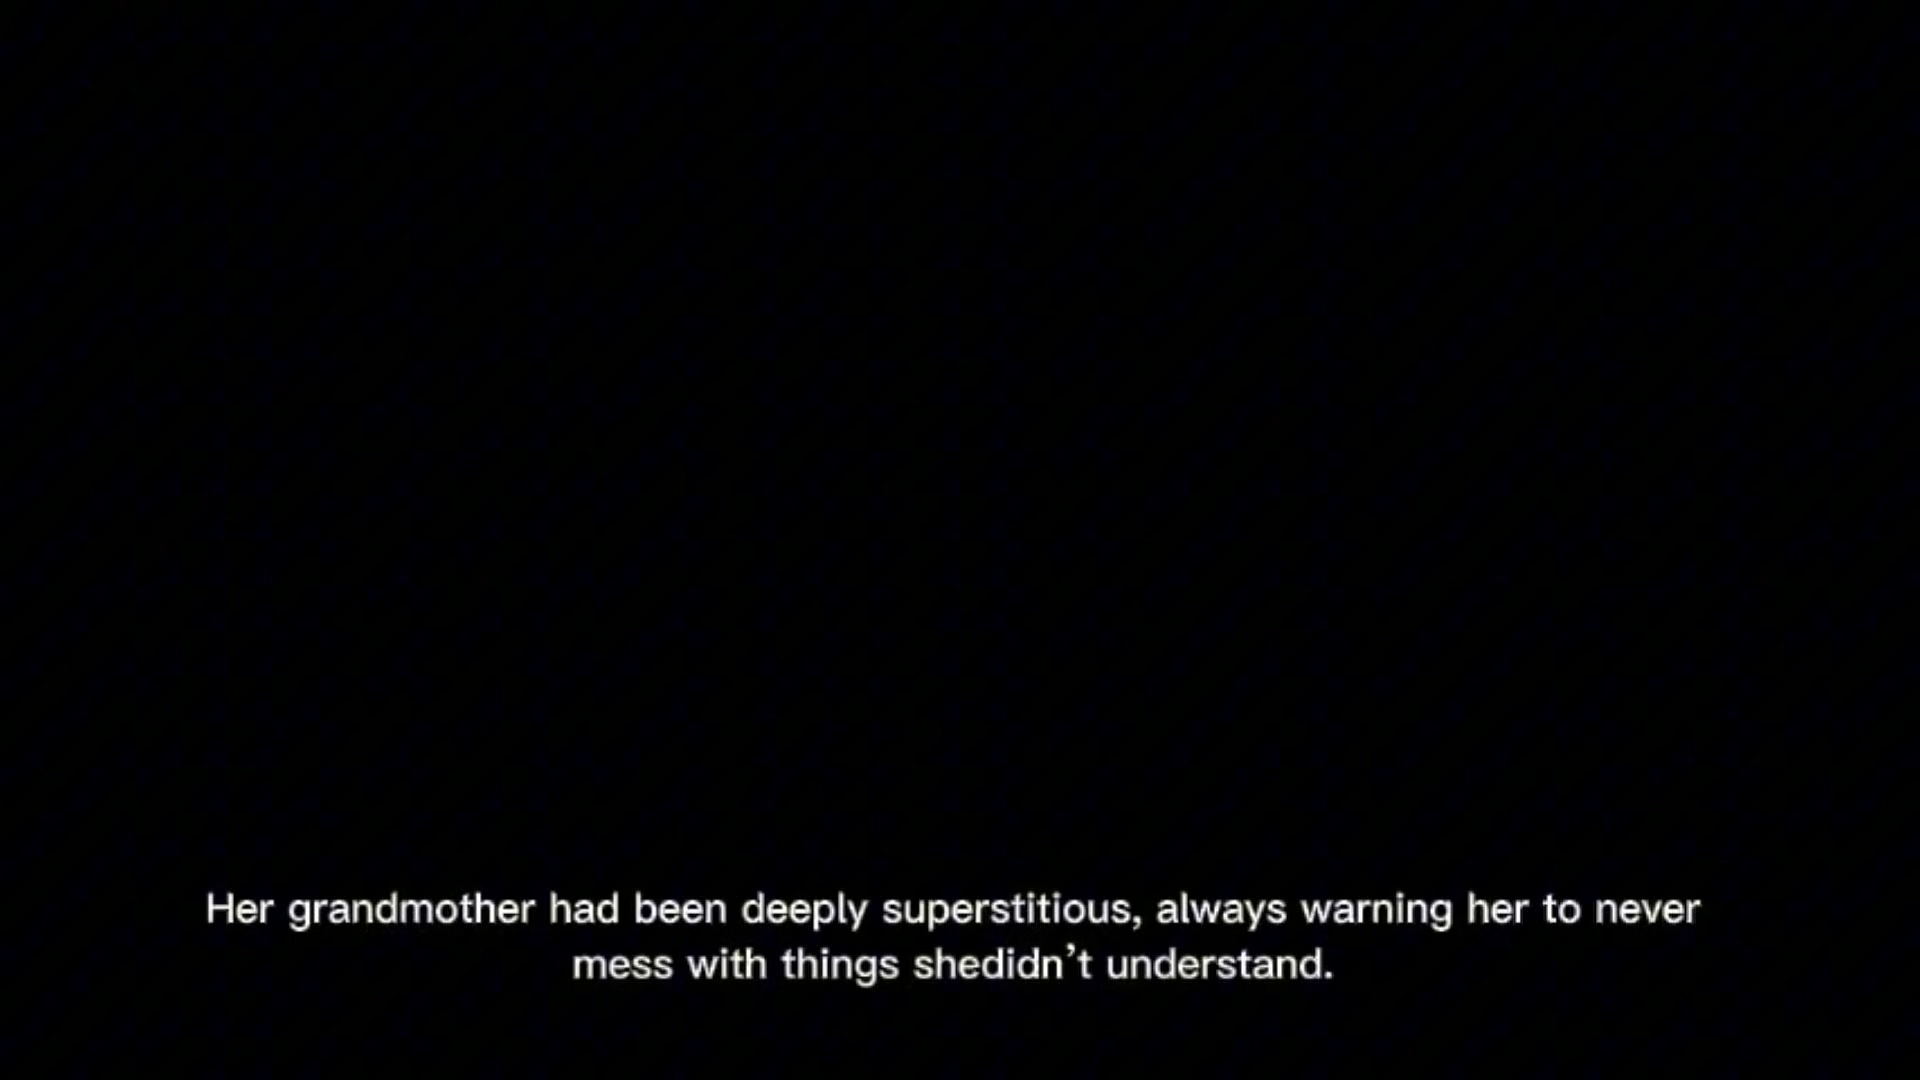 Her grandmother had been deeply superstitious, always warning her to never
mess with things shedidn’t understand.